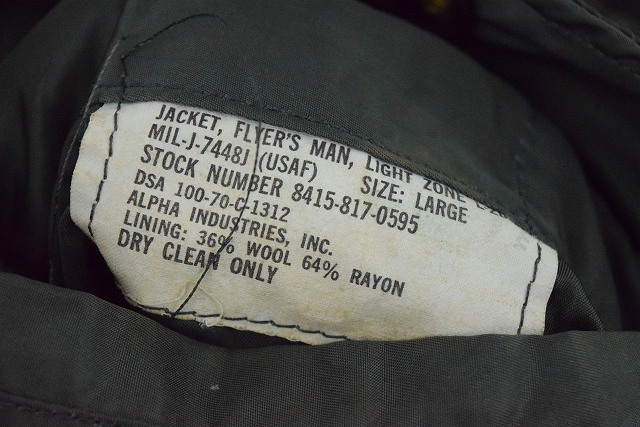 JACKET, FLYER'S MAN, LIGHT ZONE
MIL-J-7448J (USAF) SIZE: LARGE
STOCK NUMBER 8415-817-0595
DSA 100-70-C-1312
ALPHA INDUSTRIES, INC.
LINING: 36% WOOL 64% RAYON
DRY CLEAN ONLY